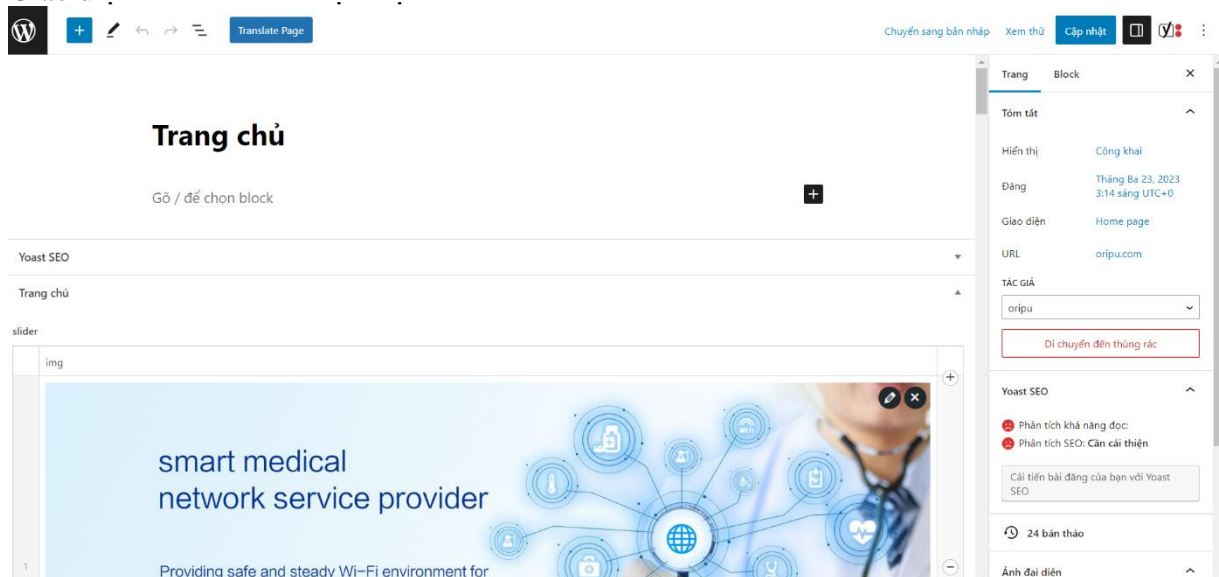 Translate Page
Chuyển sang bản nháp
Xem thử
Cập nhật
Trang chủ
Gõ / để chọn block
Yoast SEO
Trang chủ
slider
img
smart medical
network service provider
Providing safe and steady Wi-Fi environment for
1
Trang
Block
Tóm tắt
Hiển thị
Công khai
Đăng
Tháng Ba 23, 2023
3:14 sáng UTC+0
Giao diện
Home page
URL
oripu.com
TÁC GIẢ
oripu
Di chuyển đến thùng rác
Yoast SEO
Phân tích khả năng đọc:
Phân tích SEO: Cần cải thiện
Cải tiến bài đăng của bạn với Yoast
SEO
24 bản thảo
Ảnh đại diện